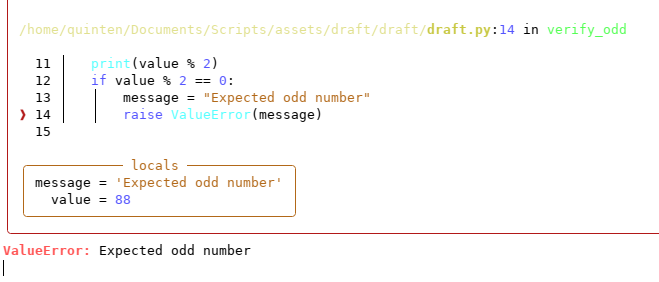 /home/quinten/Documents/Scripts/assets/draft/draft/draft.py:14 in verify_odd
11 print(value % 2)
12 if value % 2 == 0:
13 message = "Expected odd number"
❱ 14 raise ValueError(message)
15
locals
message = 'Expected odd number'
value = 88
ValueError: Expected odd number